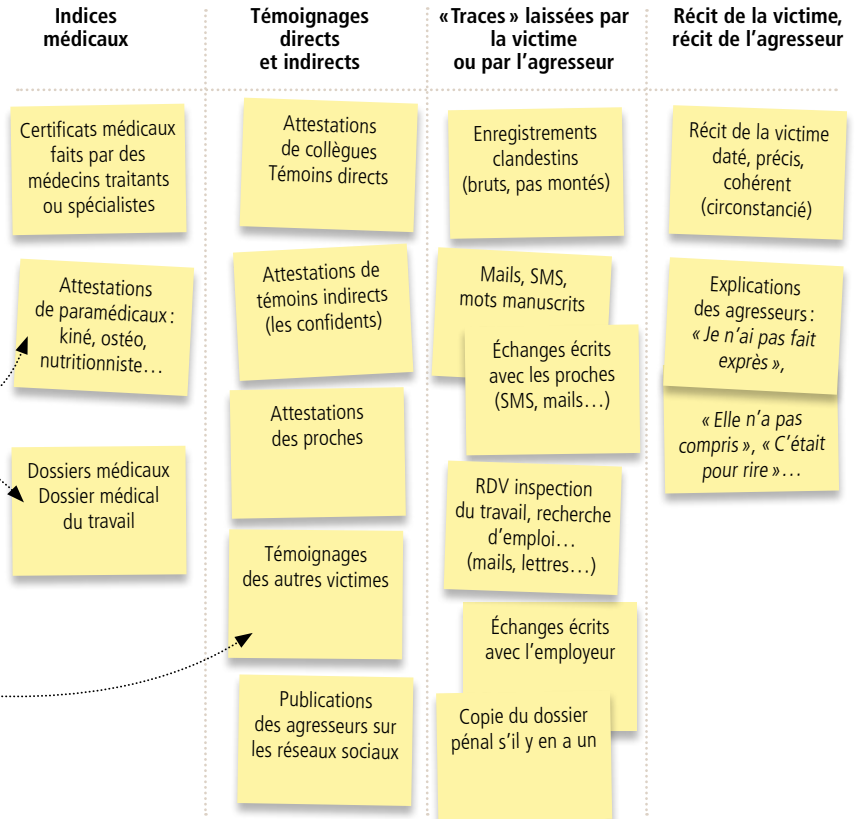 Indices
médicaux
Témoignages
directs
et indirects
« Traces » laissées par
la victime
ou par l'agresseur
Récit de la victime,
récit de l'agresseur
Certificats médicaux
faits par des
médecins traitants
ou spécialistes
Attestations
de paramédicaux :
kiné, ostéo,
nutritionniste…
Dossiers médicaux
Dossier médical
du travail
Attestations
de collègues
Témoins directs
Attestations de
témoins indirects
(les confidents)
Attestations
des proches
Témoignages
des autres victimes
Publications
des agresseurs sur
les réseaux sociaux
Enregistrements
clandestins
(bruts, pas montés)
Mails, SMS,
mots manuscrits
Échanges écrits
avec les proches
(SMS, mails…)
RDV inspection
du travail, recherche
d'emploi…
(mails, lettres…)
Échanges écrits
avec l'employeur
Copie du dossier
pénal s'il y en a un
Récit de la victime
daté, précis,
cohérent
(circonstancié)
Explications
des agresseurs :
« Je n'ai pas fait
exprès »,
« Elle n'a pas
compris », « C'était
pour rire »…